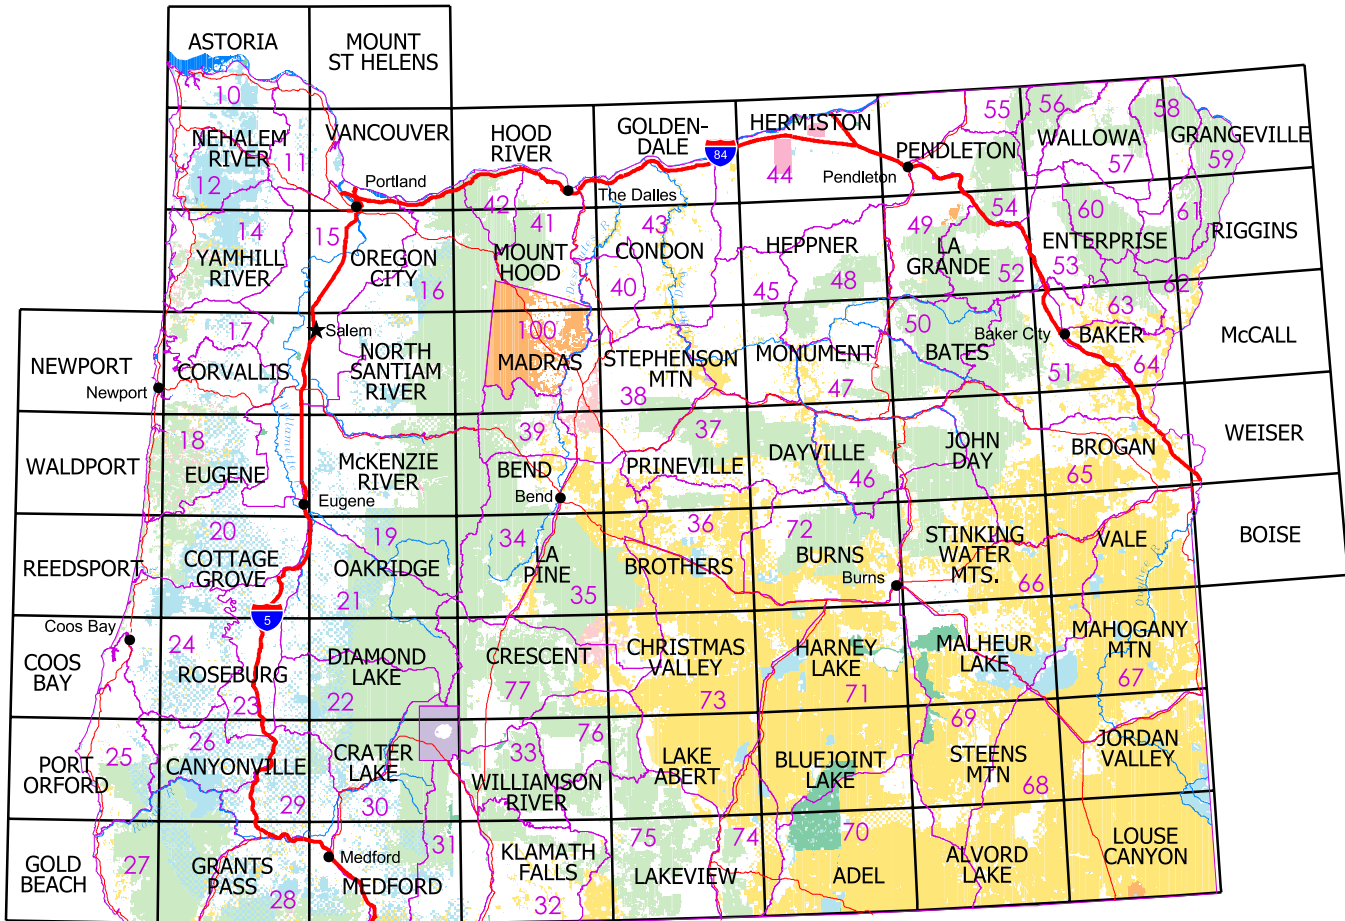 ASTORIA
MOUNT
ST HELENS
10
55
56
58
NEHALEM
RIVER
11
12
VANCOUVER
HOOD
RIVER
GOLDEN-
DALE
84
HERMISTON
44
PENDLETON
Pendleton
WALLOWA
57
GRANGEVILLE
59
Portland
42
The Dalles
14
YAMHILL
RIVER
15
OREGON
CITY
16
41
MOUNT
HOOD
43
CONDON
40
HEPPNER
45
48
49
54
LA
GRANDE
52
60
ENTERPRISE
53
61
62
RIGGINS
NEWPORT
Newport
17
CORVALLIS
Salem
NORTH
SANTIAM
RIVER
100
MADRAS
STEPHENSON
MTN
38
MONUMENT
47
50
Baker City
BATES
63
BAKER
51
64
McCALL
WALDPORT
18
EUGENE
Eugene
McKENZIE
RIVER
39
BEND
Bend
37
PRINEVILLE
DAYVILLE
46
JOHN
DAY
BROGAN
65
WEISER
REEDSPORT
20
COTTAGE
GROVE
19
OAKRIDGE
21
34
LA
PINE
35
36
BROTHERS
72
BURNS
Burns
STINKING
WATER
MTS.
66
VALE
BOISE
5
Coos Bay
COOS
BAY
24
ROSEBURG
23
DIAMOND
LAKE
22
CRESCENT
77
CHRISTMAS
VALLEY
73
HARNEY
LAKE
71
MALHEUR
LAKE
MAHOGANY
MTN
67
PORT
ORFORD
25
26
CANYONVILLE
29
CRATER
LAKE
30
33
76
WILLIAMSON
RIVER
LAKE
ABERT
BLUEJOINT
LAKE
69
STEENS
MTN
68
JORDAN
VALLEY
GOLD
BEACH
27
GRANTS
PASS
28
Medford
MEDFORD
31
KLAMATH
FALLS
32
75
74
LAKEVIEW
70
ADEL
ALVORD
LAKE
LOUSE
CANYON